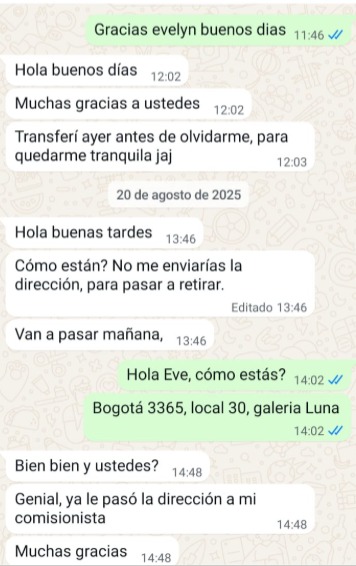 Gracias evelyn buenos dias 11:46
Hola buenos días 12:02
Muchas gracias a ustedes 12:02
Transferí ayer antes de olvidarme, para
quedarme tranquila jaj 12:03
20 de agosto de 2025
Hola buenas tardes 13:46
Cómo están? No me enviarías la
dirección, para pasar a retirar.
Editado 13:46
Van a pasar mañana, 13:46
Hola Eve, cómo estás? 14:02
Bogotá 3365, local 30, galeria Luna
14:02
Bien bien y ustedes? 14:48
Genial, ya le pasó la dirección a mi
comisionista 14:48
Muchas gracias 14:48